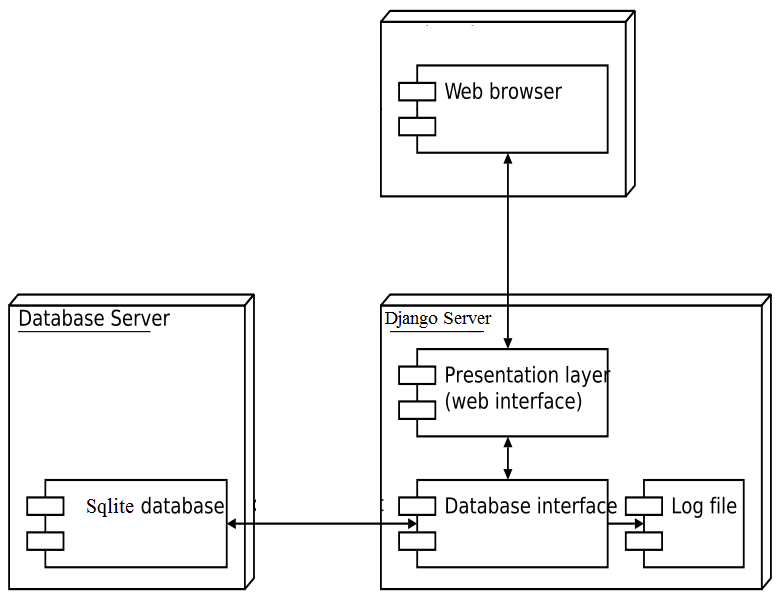 Web browser
Database Server
Django Server
Presentation layer
(web interface)
Sqlite database
Database interface
Log file